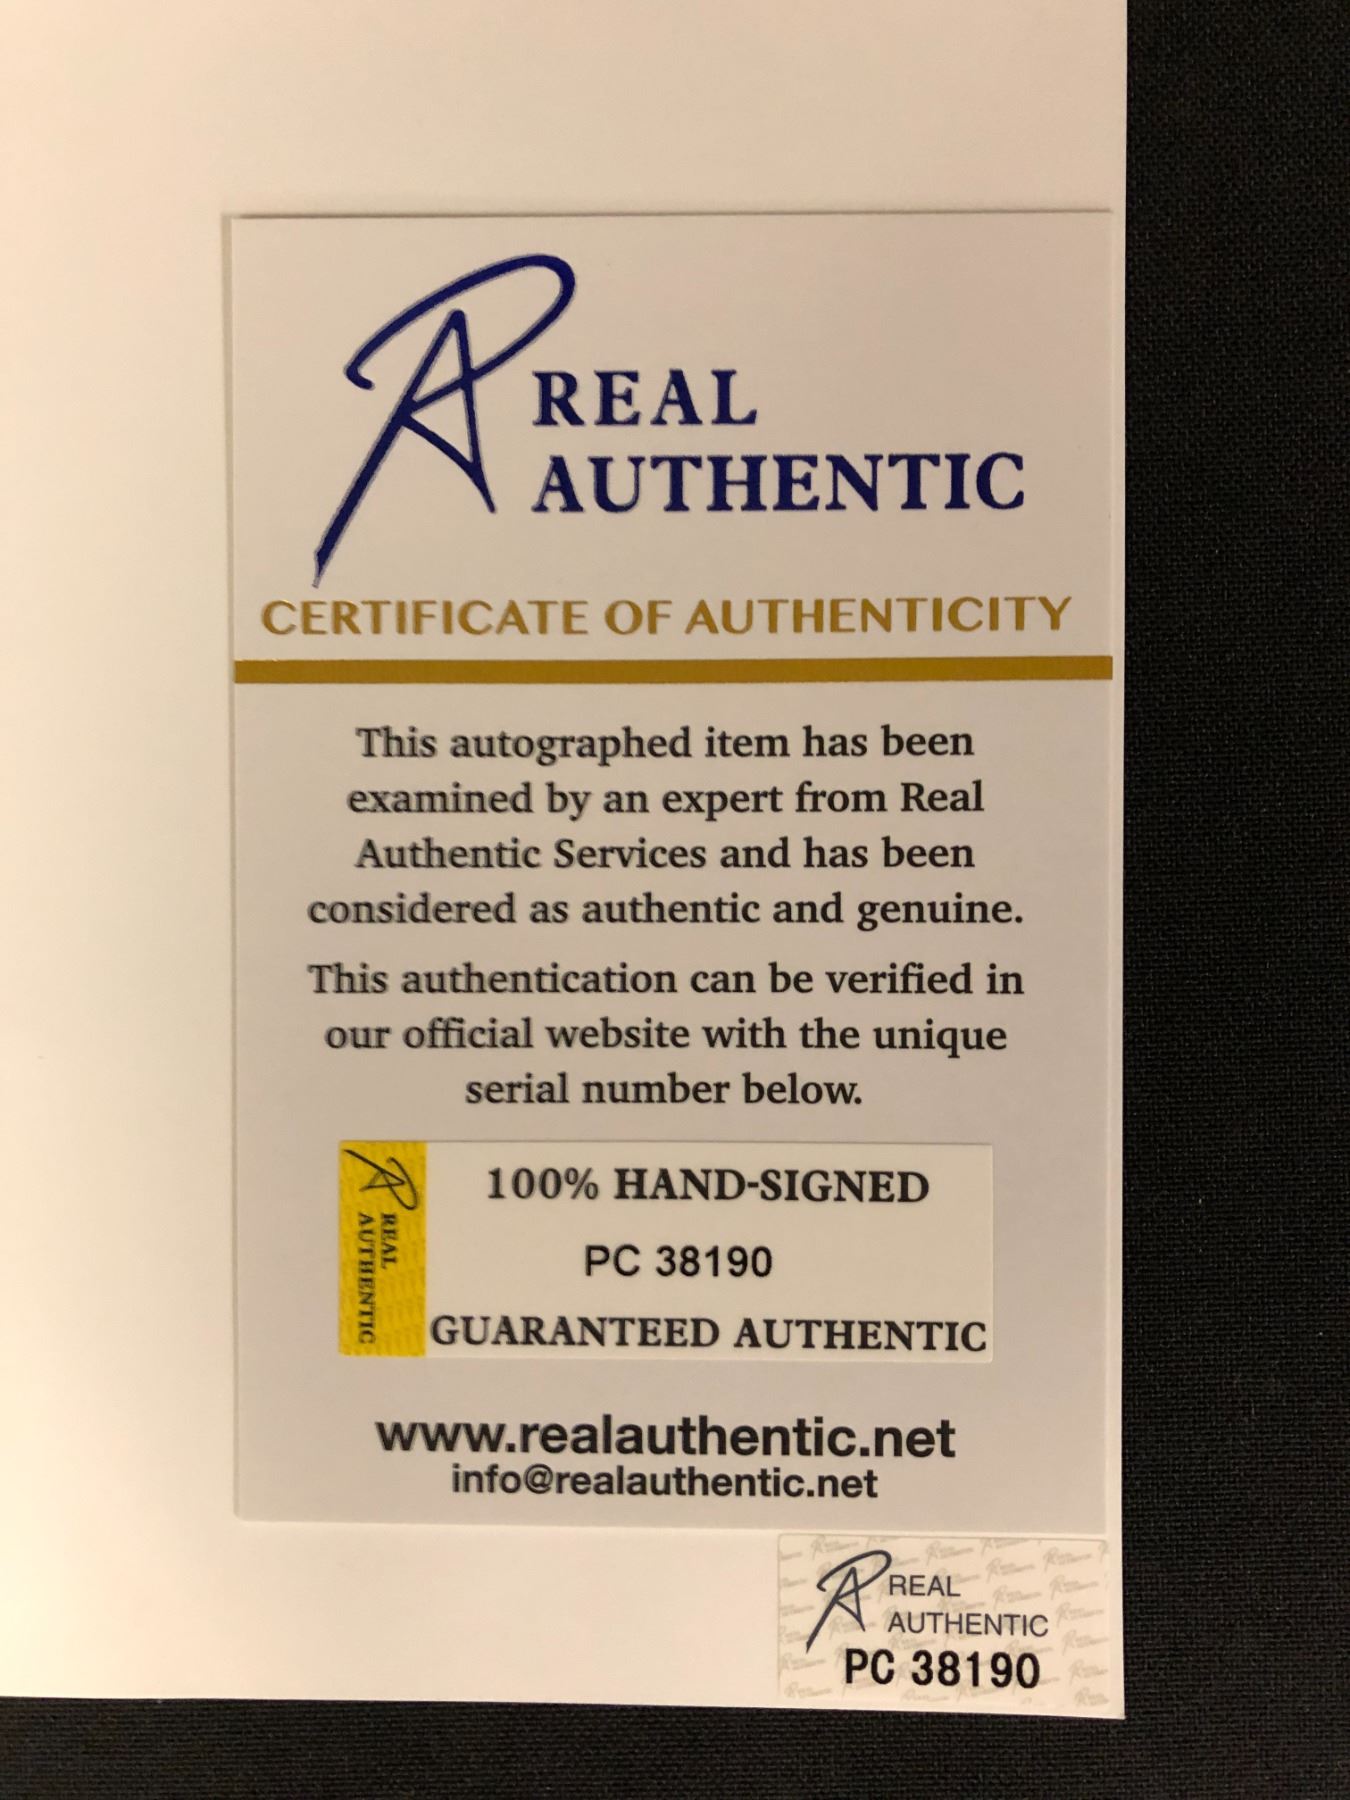 REAL
AUTHENTIC
CERTIFICATE OF AUTHENTICITY
This autographed item has been
examined by an expert from Real
Authentic Services and has been
considered as authentic and genuine.
This authentication can be verified in
our official website with the unique
serial number below.
REAL
AUTHENTIC
100% HAND-SIGNED
PC 38190
GUARANTEED AUTHENTIC
www.realauthentic.net
info@realauthentic.net
REAL
AUTHENTIC
PC 38190